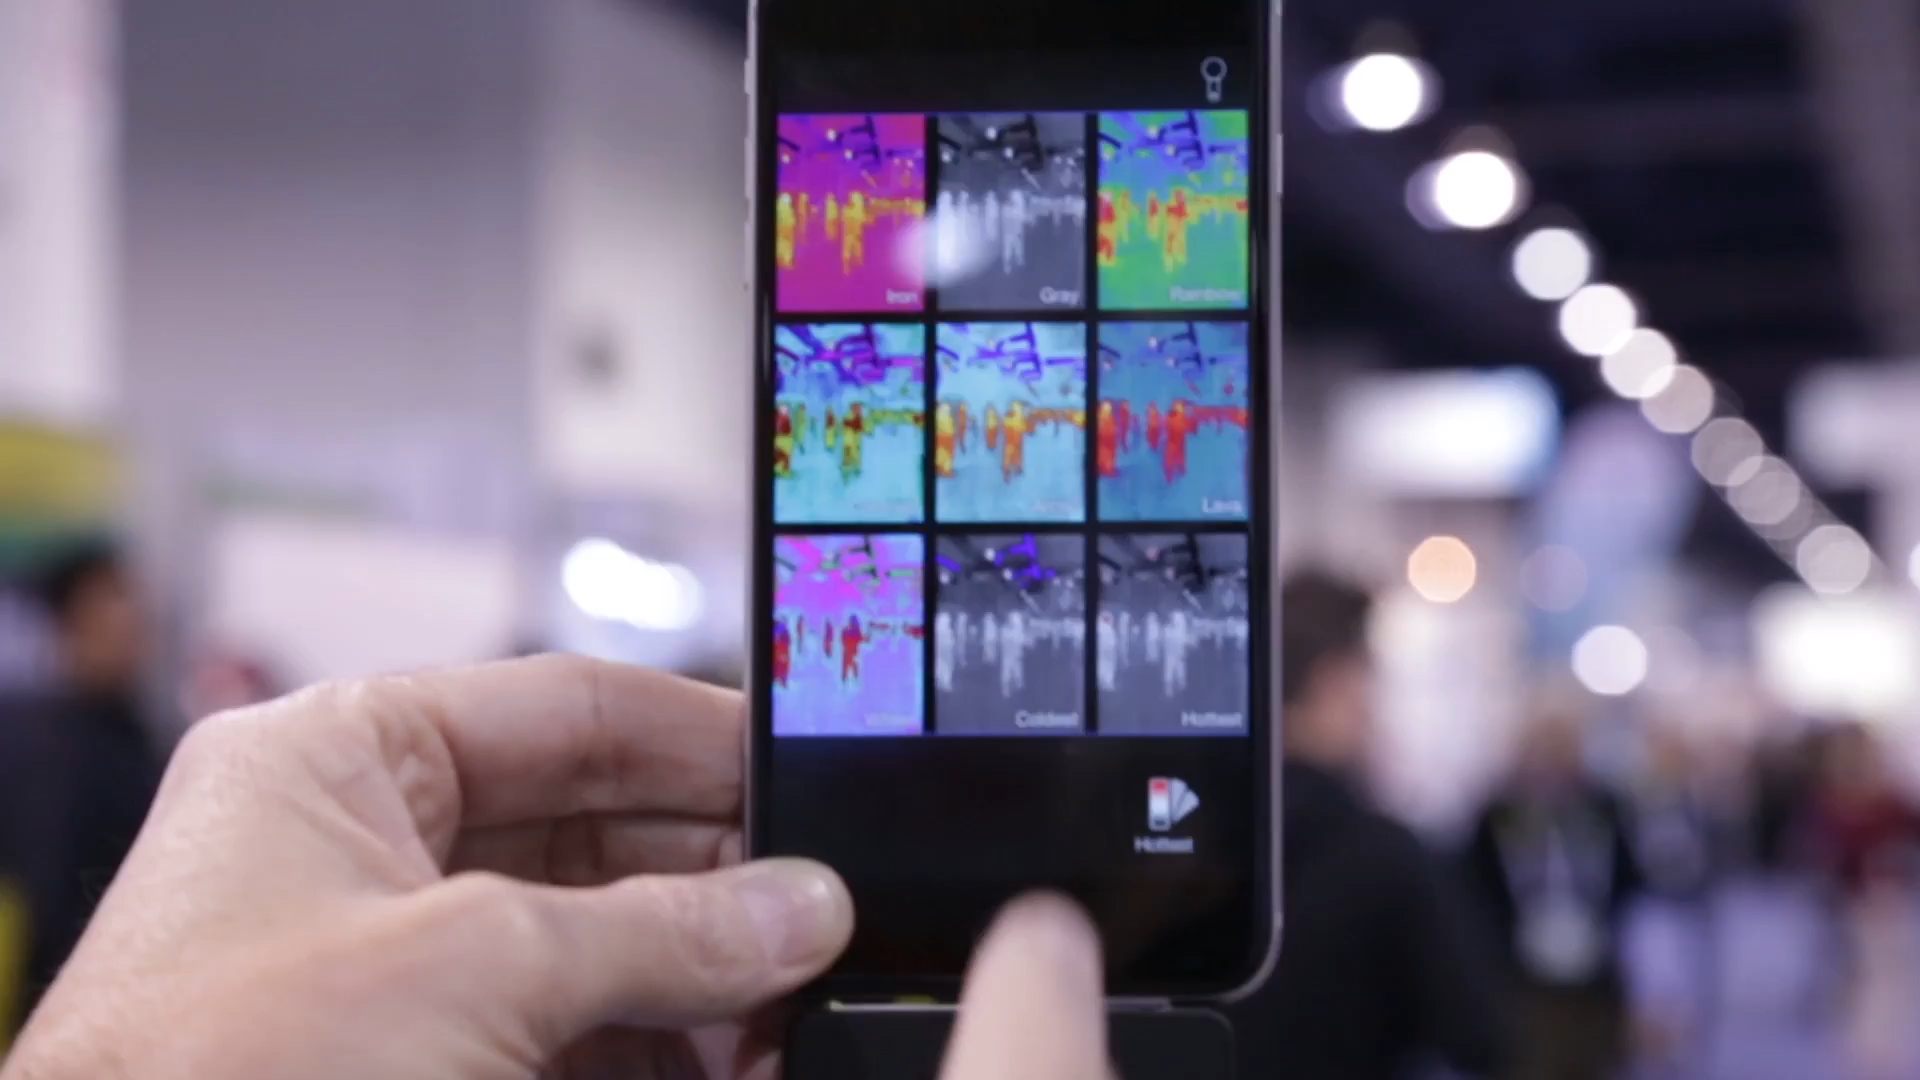 Iron
Gray
Rainbow
Lava
Coldest
Hottest
Hottest